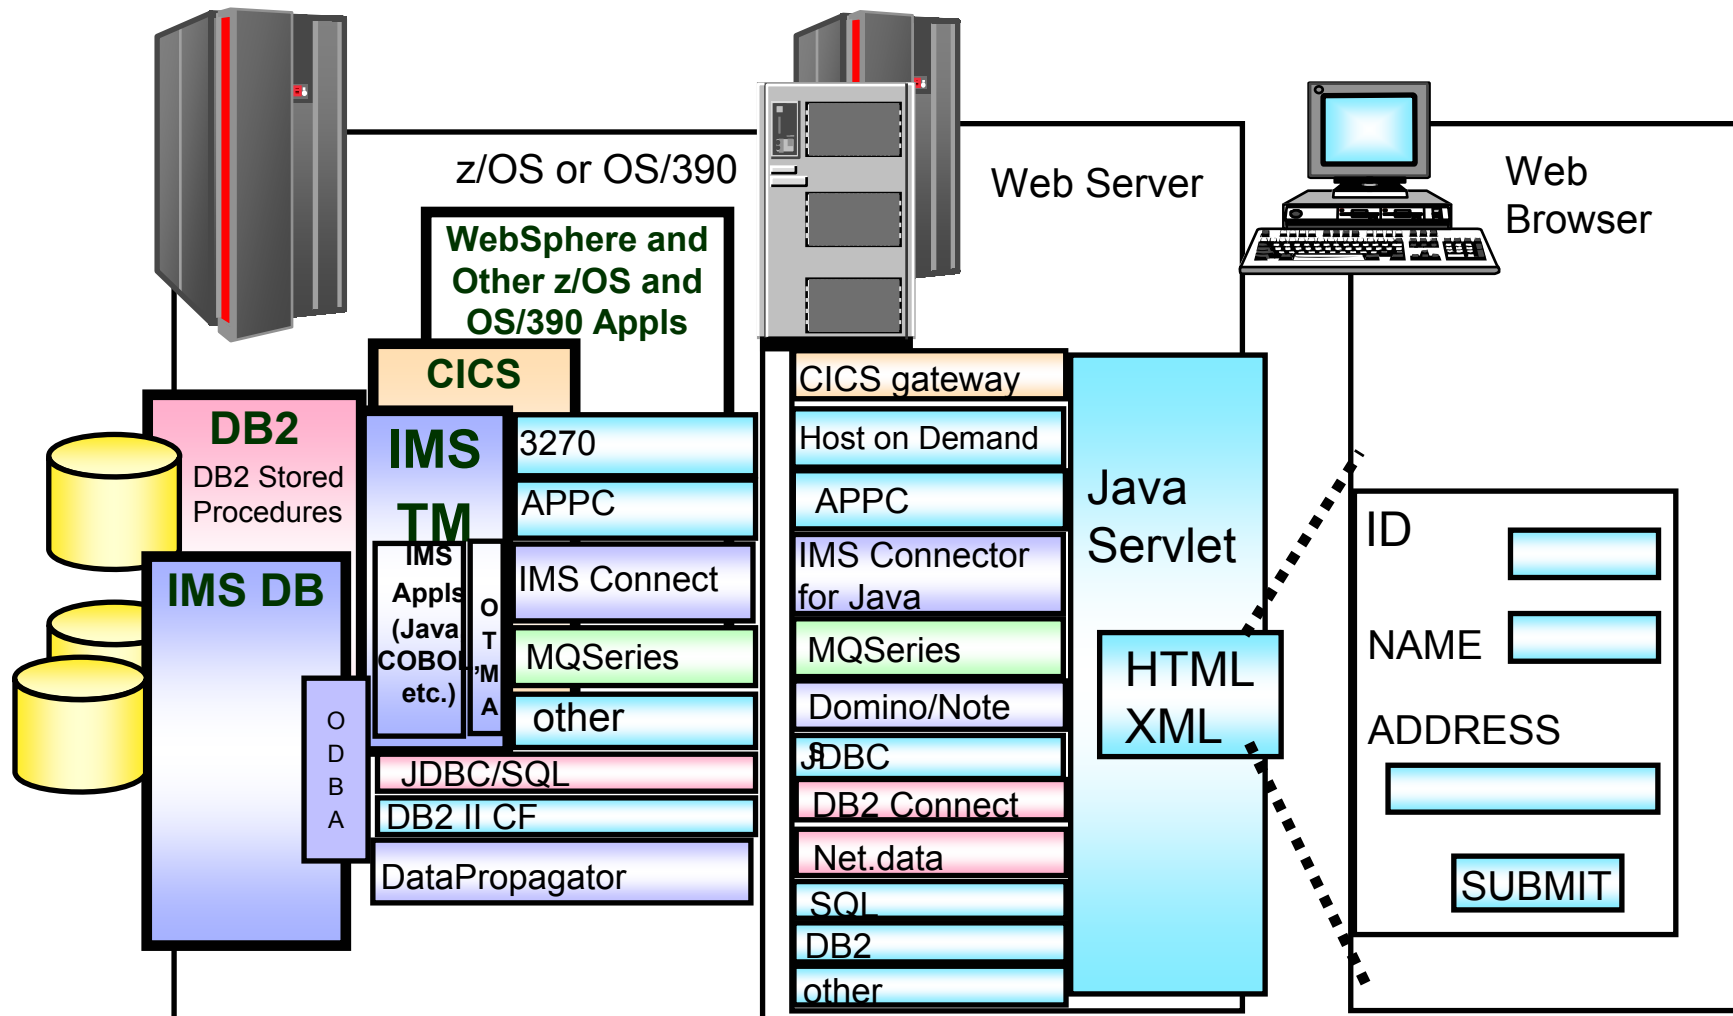 z/OS or OS/390
WebSphere and
Other z/OS and
OS/390 Appls
CICS
DB2
DB2 Stored
Procedures
IMS
TM
IMS
Appls
(Java
COBOL,
etc.)
O
T
M
A
IMS DB
O
D
B
A
3270
APPC
IMS Connect
MQSeries
other
JDBC/SQL
DB2 II CF
DataPropagator
Web Server
CICS gateway
Host on Demand
APPC
IMS Connector
for Java
MQSeries
Domino/Note
s
JDBC
DB2 Connect
Net.data
SQL
DB2
other
Java
Servlet
HTML
XML
Web
Browser
ID
NAME
ADDRESS
SUBMIT